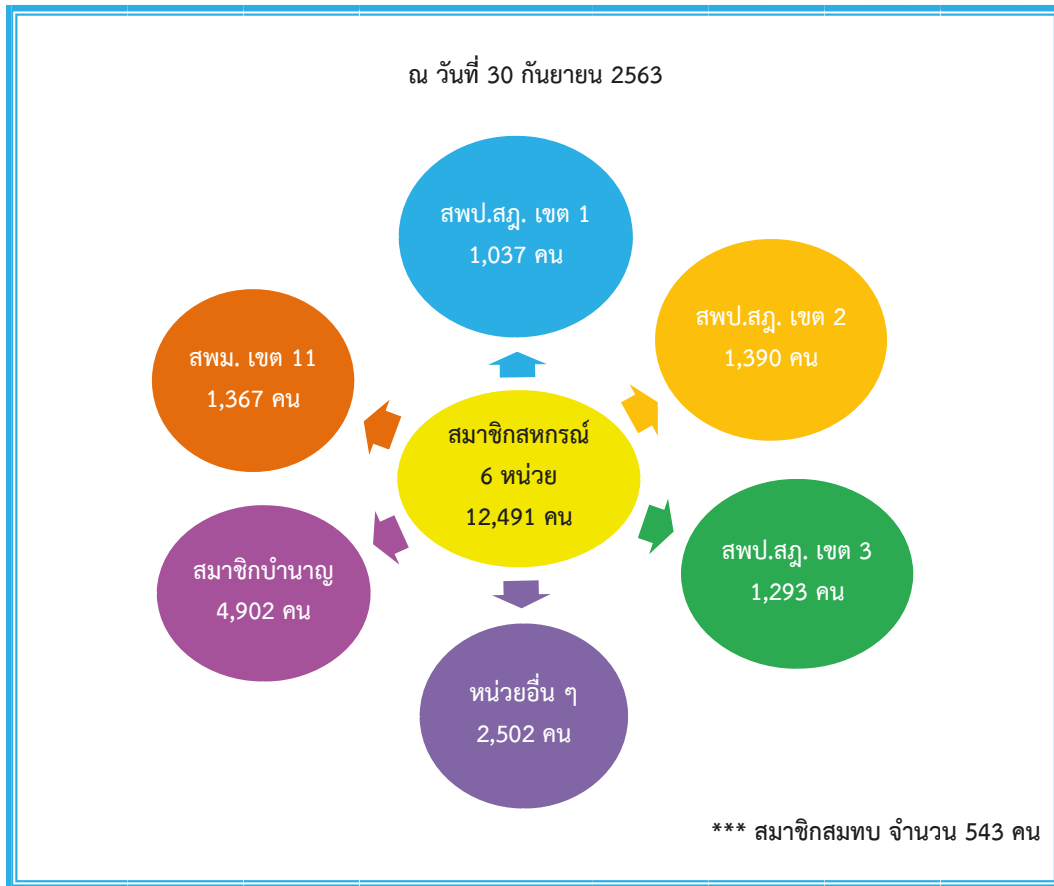 ณ วันที่ 30 กันยายน 2563
สพป.สฎ. เขต 1
1,037 คน
สพป.สฎ. เขต 2
1,390 คน
สพม. เขต 11
1,367 คน
สมาชิกสหกรณ์
6 หน่วย
12,491 คน
สพป.สฎ. เขต 3
1,293 คน
สมาชิกบำนาญ
4,902 คน
หน่วยอื่น ๆ
2,502 คน
*** สมาชิกสมทบ จำนวน 543 คน